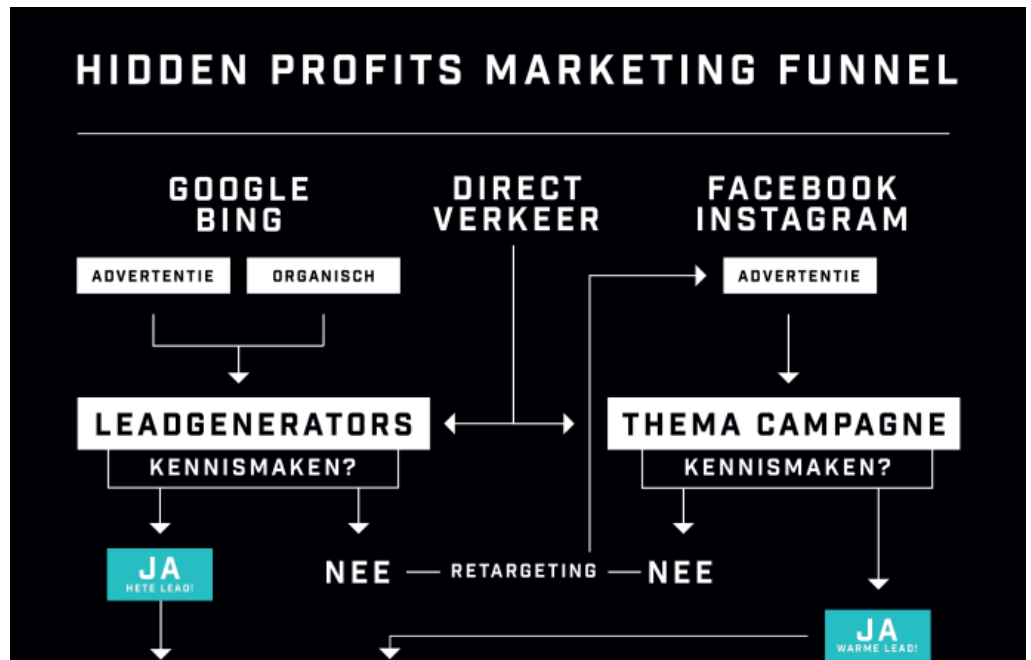 HIDDEN PROFITS MARKETING FUNNEL
GOOGLE
BING
DIRECT
VERKEER
FACEBOOK
INSTAGRAM
ADVERTENTIE
ORGANISCH
ADVERTENTIE
LEADGENERATORS
KENNISMAKEN?
THEMA CAMPAGNE
KENNISMAKEN?
JA
HETE LEAD!
NEE
RETARGETING
NEE
JA
WARME LEAD!